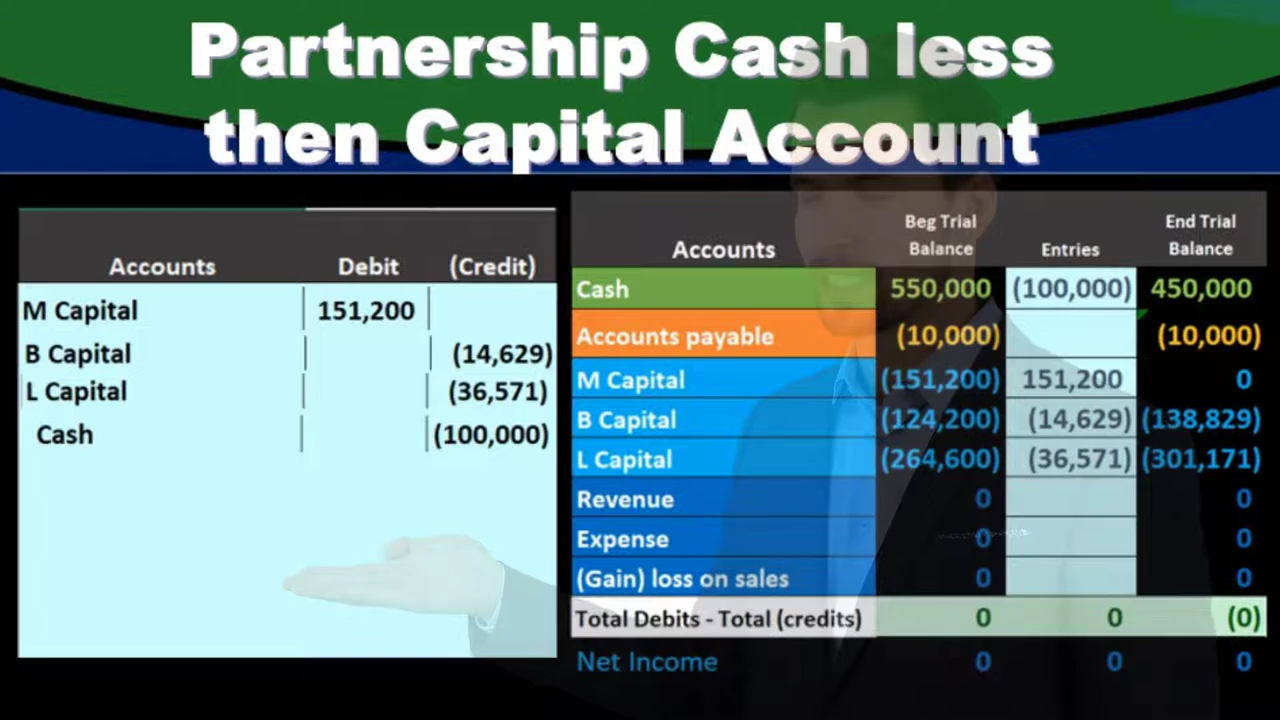 Partnership Cash less
then Capital Account
Accounts Debit (Credit)
M Capital 151,200
B Capital (14,629)
L Capital (36,571)
Cash (100,000)
Accounts Beg Trial Balance Entries End Trial Balance
Cash 550,000 (100,000) 450,000
Accounts payable (10,000) (10,000)
M Capital (151,200) 151,200 0
B Capital (124,200) (14,629) (138,829)
L Capital (264,600) (36,571) (301,171)
Revenue 0 0
Expense 0 0
(Gain) loss on sales 0 0
Total Debits - Total (credits) 0 0 (0)
Net Income 0 0 0